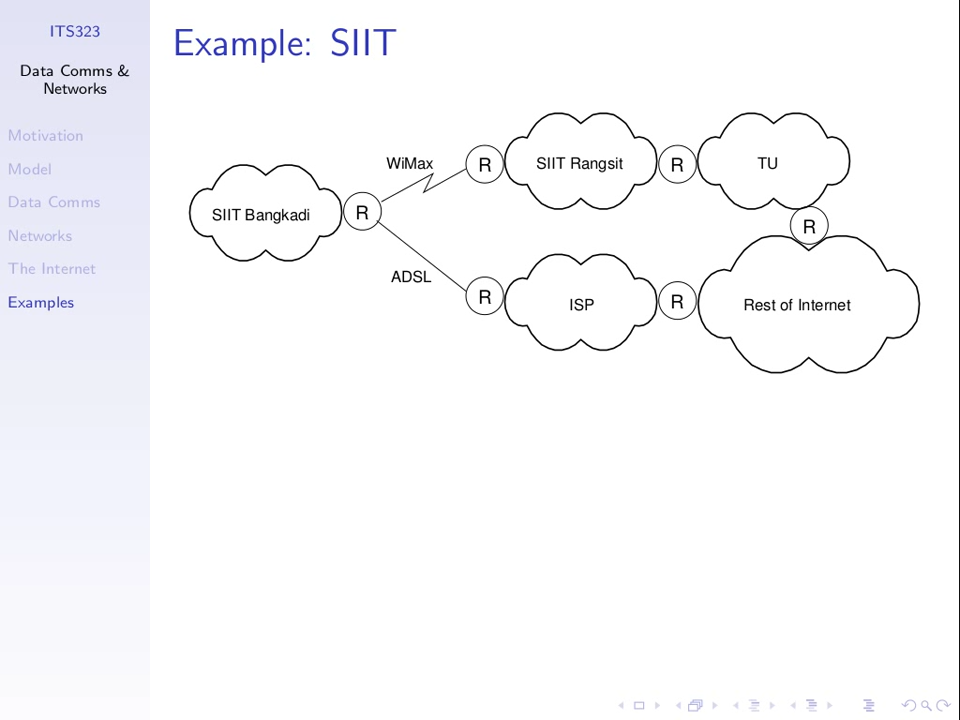 ITS323
Data Comms &
Networks
Motivation
Model
Data Comms
Networks
The Internet
Examples
Example: SIIT
SIIT Bangkadi
R
WiMax
ADSL
R
SIIT Rangsit
R
TU
R
R
ISP
R
Rest of Internet